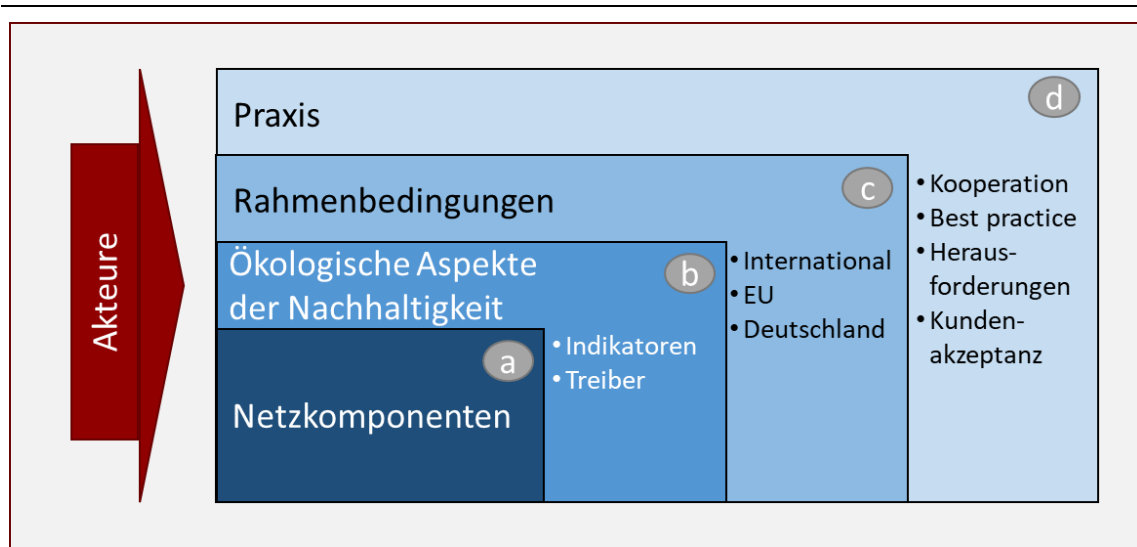 Akteure
Praxis
d
Rahmenbedingungen
c
• Kooperation
• Best practice
• Heraus-
forderungen
• Kunden-
akzeptanz
Ökologische Aspekte
der Nachhaltigkeit
b
• International
• EU
• Deutschland
a
• Indikatoren
• Treiber
Netzkomponenten